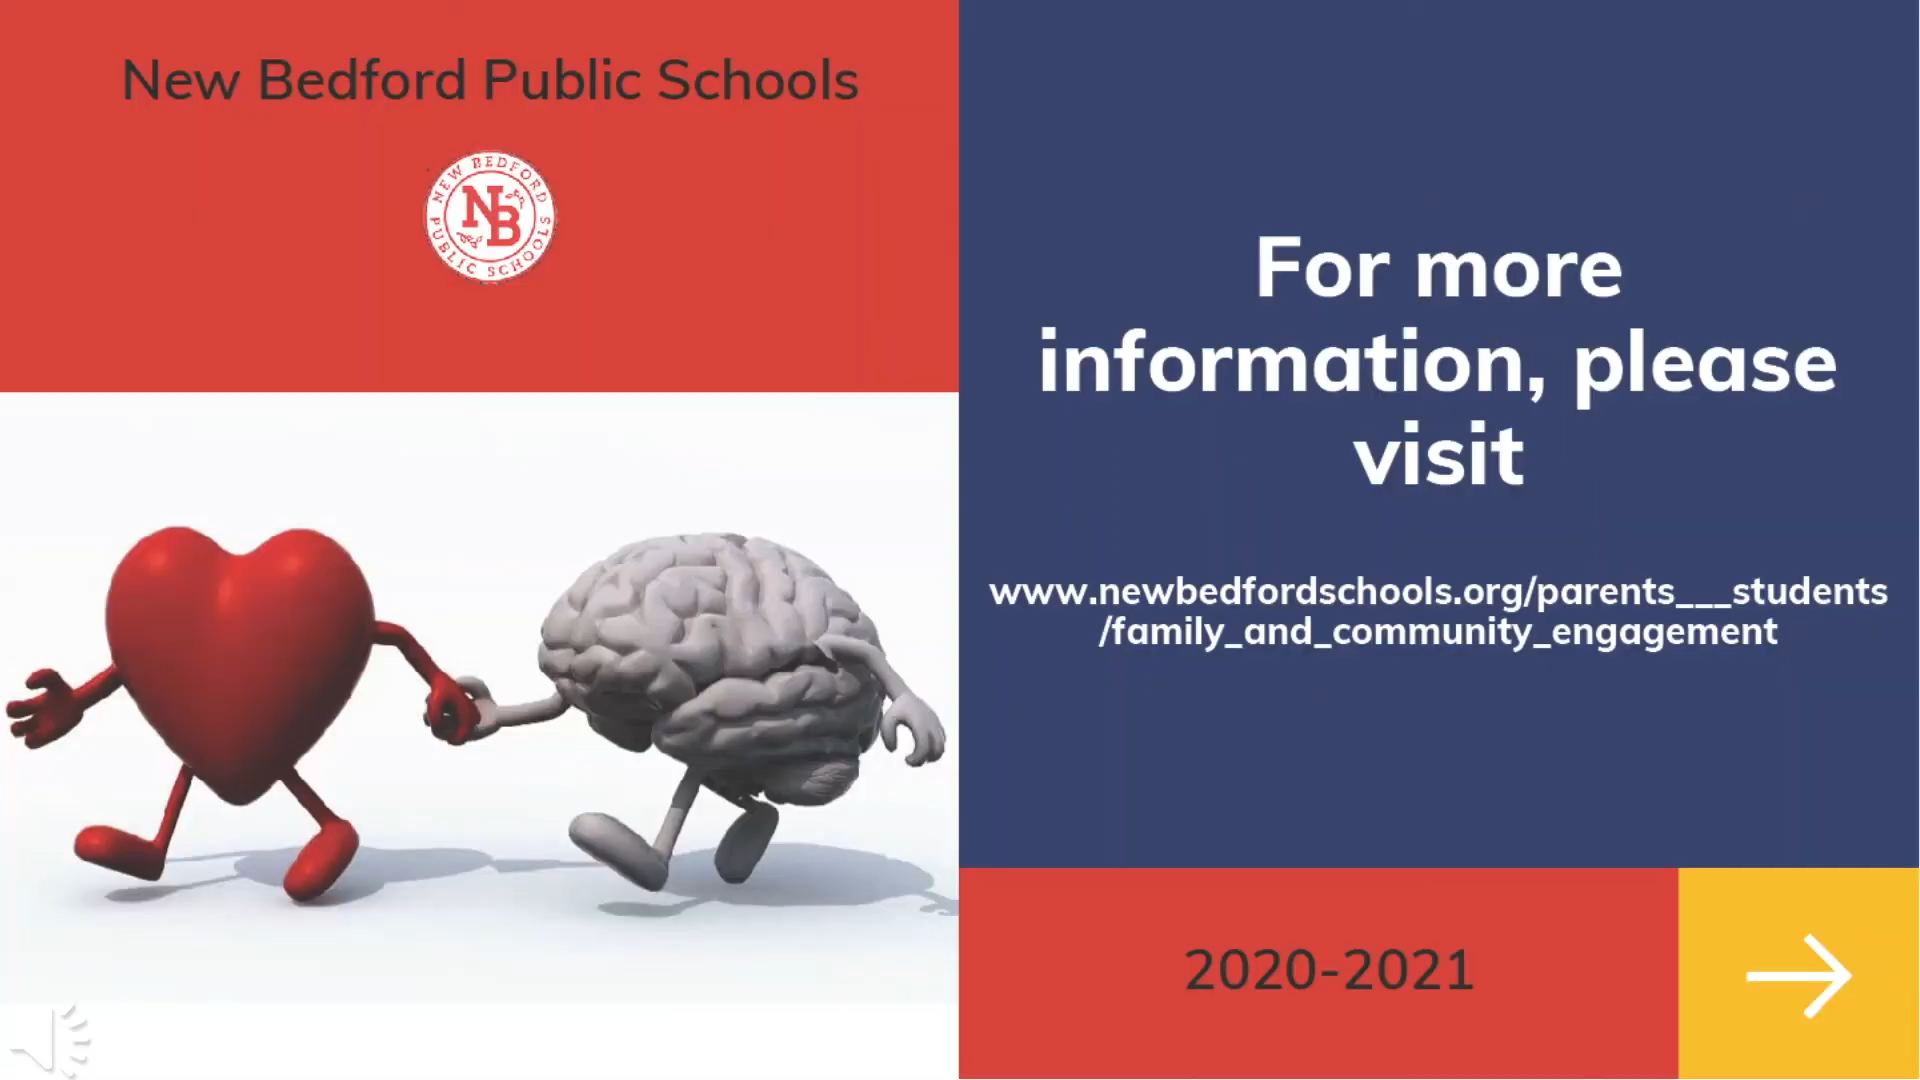 New Bedford Public Schools
NEW BEDFORD
NB
PUBLIC SCHOOLS
For more
information, please
visit
www.newbedfordschools.org/parents___students
/family_and_community_engagement
2020-2021